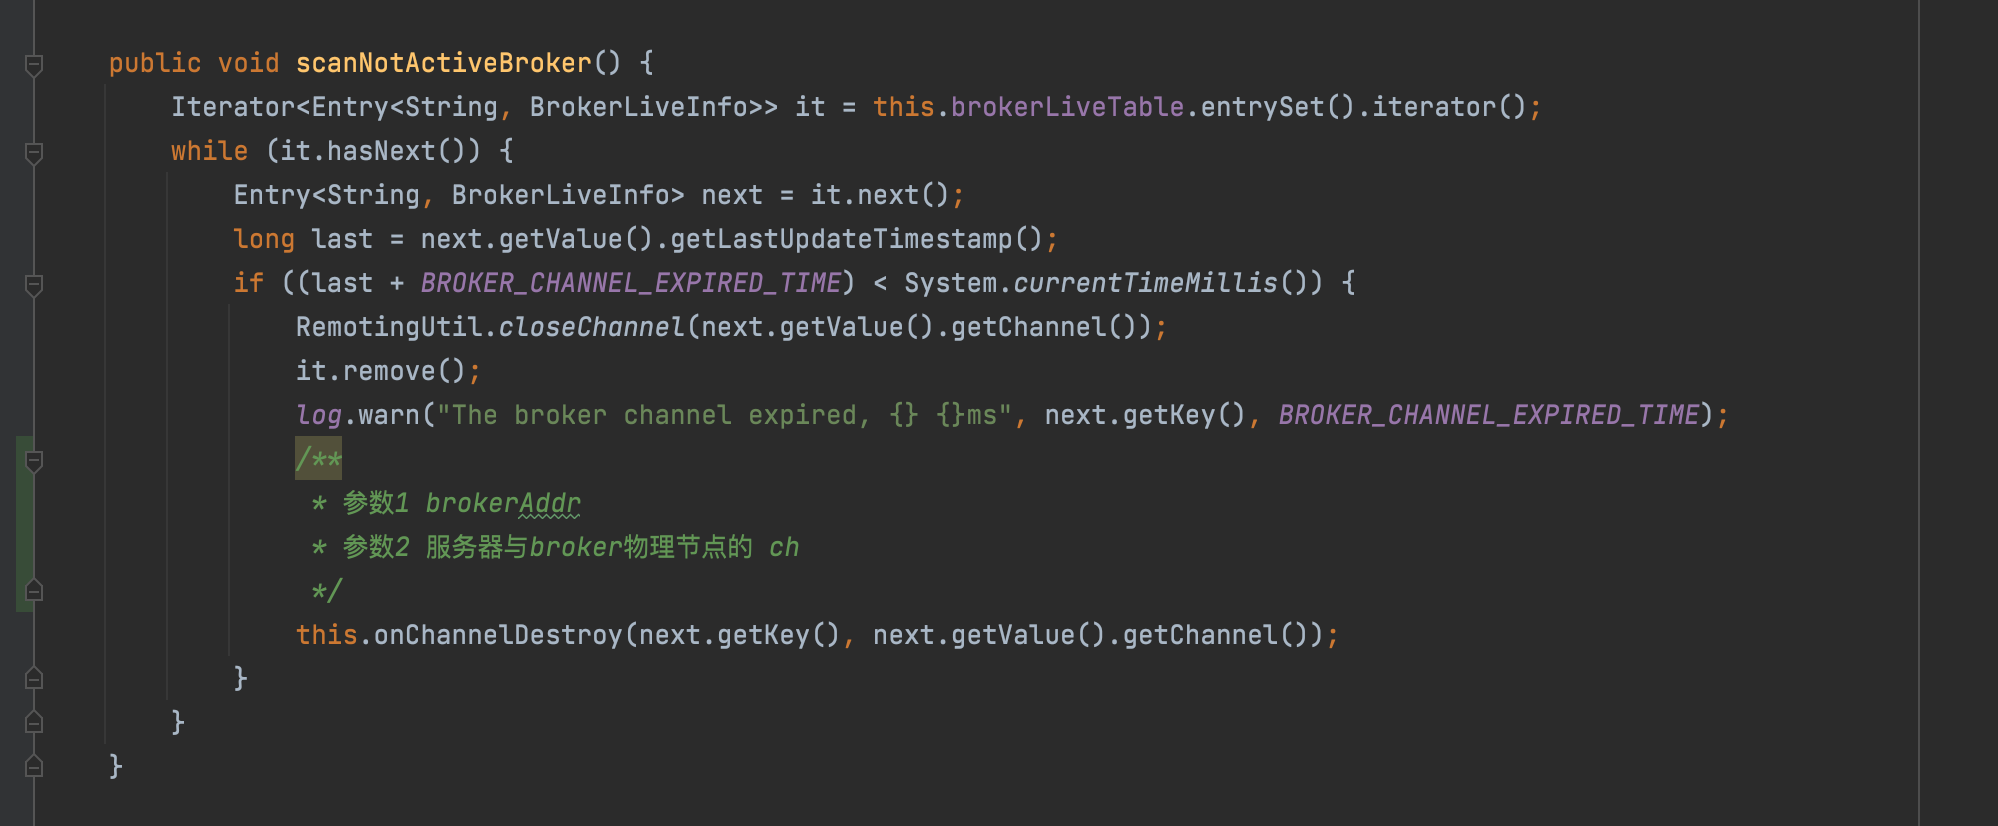 public void scanNotActiveBroker() {
Iterator<Entry<String, BrokerLiveInfo>> it = this.brokerLiveTable.entrySet().iterator();
while (it.hasNext()) {
Entry<String, BrokerLiveInfo> next = it.next();
long last = next.getValue().getLastUpdateTimestamp();
if ((last + BROKER_CHANNEL_EXPIRED_TIME) < System.currentTimeMillis()) {
RemotingUtil.closeChannel(next.getValue().getChannel());
it.remove();
log.warn("The broker channel expired, {} {}ms", next.getKey(), BROKER_CHANNEL_EXPIRED_TIME);
/**
* 参数1 brokerAddr
* 参数2 服务器与broker物理节点的 ch
*/
this.onChannelDestroy(next.getKey(), next.getValue().getChannel());
}
}
}